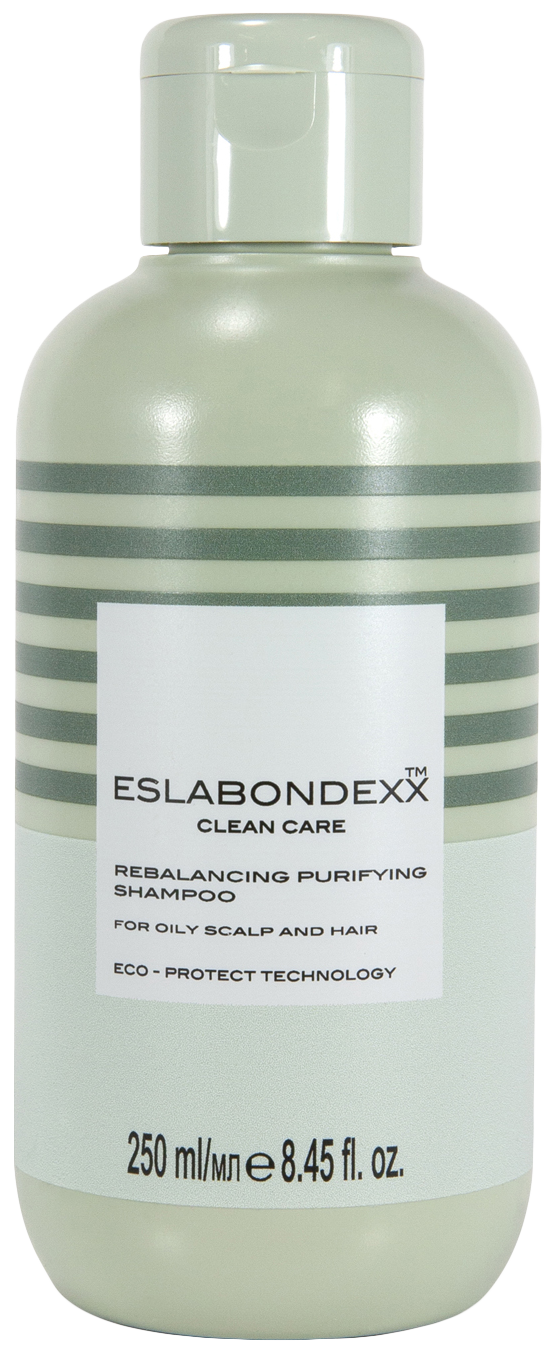 ESLABONDEXX™
CLEAN CARE
REBALANCING PURIFYING
SHAMPOO
FOR OILY SCALP AND HAIR
ECO - PROTECT TECHNOLOGY
250 ml/мл ℮ 8.45 fl. oz.